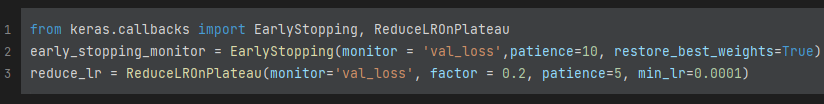 1 from keras.callbacks import EarlyStopping, ReduceLROnPlateau
2 early_stopping_monitor = EarlyStopping(monitor = 'val_loss',patience=10, restore_best_weights=True)
3 reduce_lr = ReduceLROnPlateau(monitor='val_loss', factor = 0.2, patience=5, min_lr=0.0001)